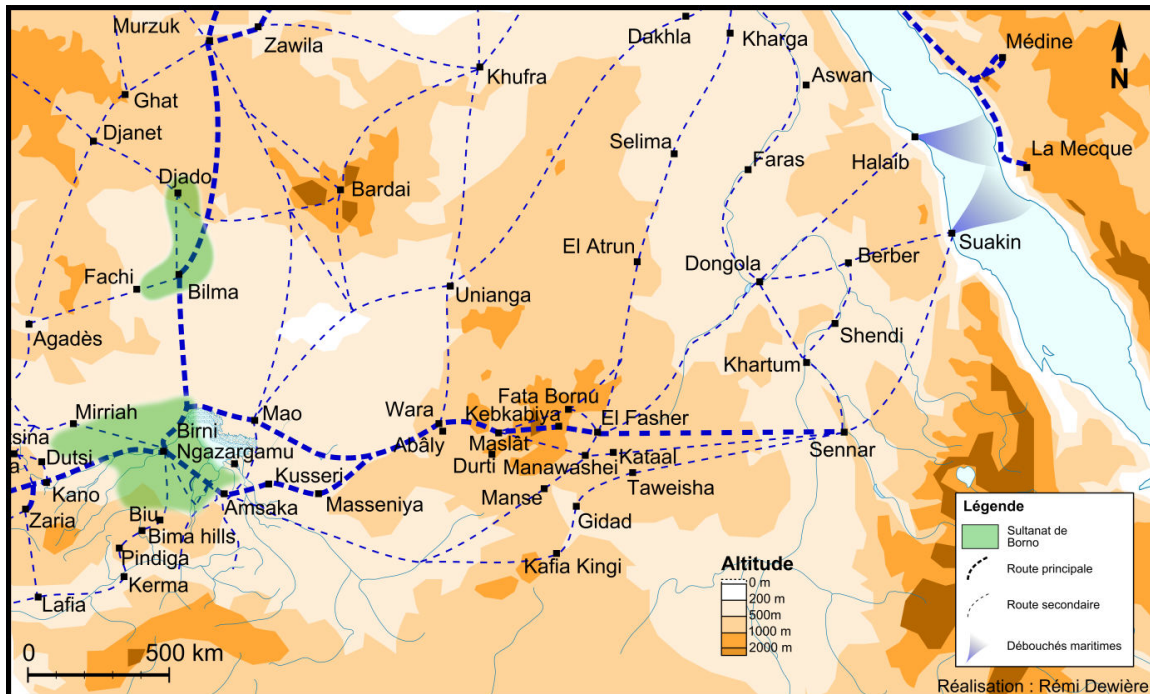 Murzuk
Zawila
Dakhla
Kharga
Médine
N
Khufra
Aswan
Ghat
Djanet
Selima
Halaib
La Mecque
Faras
Djado
Bardai
Suakin
El Atrun
Dongola
Berber
Fachi
Bilma
Unianga
Agadès
Shendi
Khartum
Mirriah
Mao
Wara
Fata Bornu
Kebkabiya
El Fasher
Birni
Ngazargamu
sina
a
Dutsi
Abâly
Maslât
Sennar
Durti
Manawashei
Kataal
Kusseri
Kano
Masseniya
Manse
Taweisha
Amsaka
Zaria
Biu
Gidad
Bima hills
Pindiga
Kafia Kingi
Kerma
Lafia
Altitude
0 m
200 m
500m
1000 m
2000 m
Légende
Sultanat de
Borno
Route principale
Route secondaire
Débouchés maritimes
0 500 km
Réalisation : Rémi Dewière